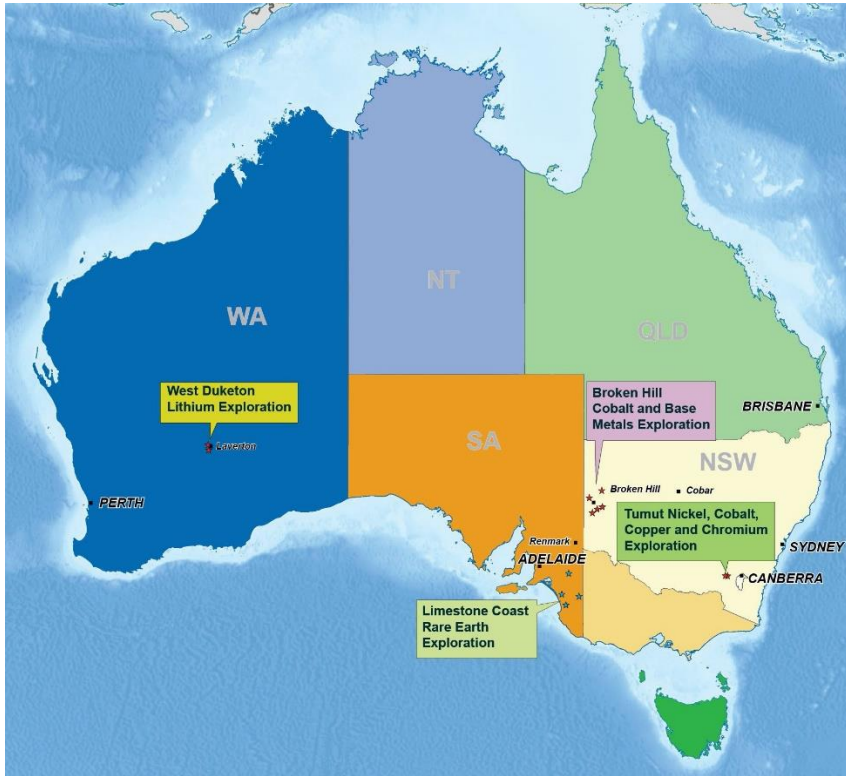 NT
WA
QLD
West Duketon
Lithium Exploration
Broken Hill
Cobalt and Base
Metals Exploration
BRISBANE
Laverton
SA
NSW
Broken Hill
Cobar
PERTH
Tumut Nickel, Cobalt,
Copper and Chromium
Exploration
Renmark
SYDNEY
ADELAIDE
CANBERRA
Limestone Coast
Rare Earth
Exploration